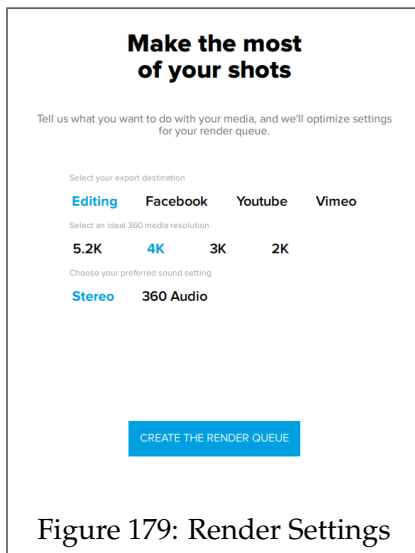 Make the most
of your shots
Tell us what you want to do with your media, and we'll optimize settings
for your render queue.
Select your export destination
Editing Facebook Youtube Vimeo
Select an ideal 360 media resolution
5.2K 4K 3K 2K
Choose your preferred sound setting
Stereo 360 Audio
CREATE THE RENDER QUEUE
Figure 179: Render Settings